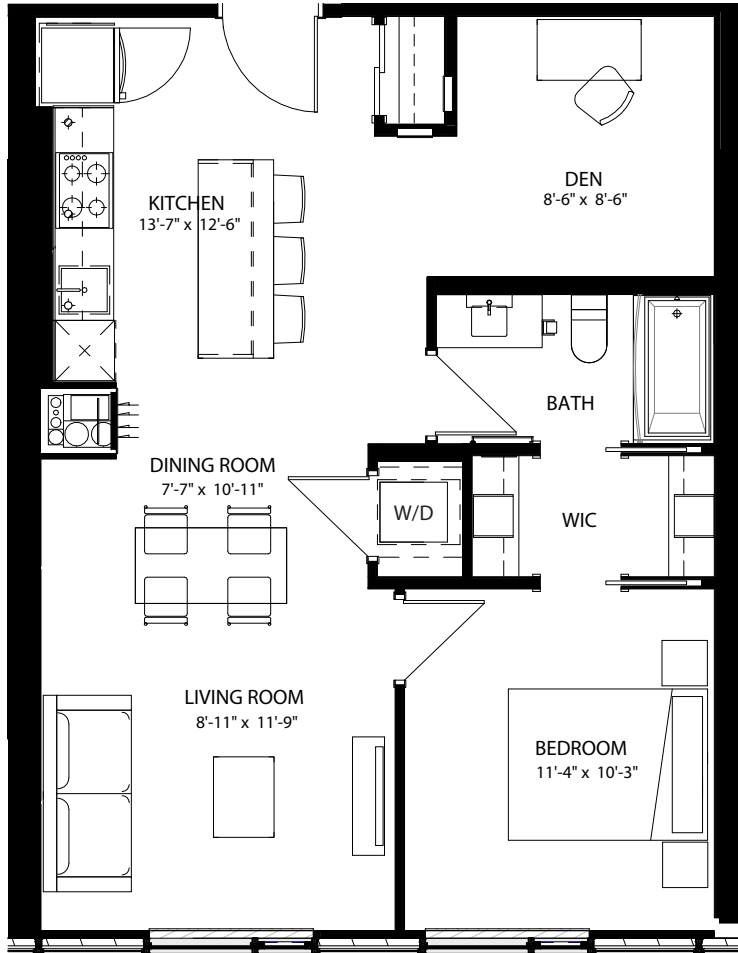 KITCHEN
13'-7" x 12'-6"
DEN
8'-6" x 8'-6"
BATH
DINING ROOM
7'-7" x 10'-11"
W/D
WIC
LIVING ROOM
8'-11" x 11'-9"
BEDROOM
11'-4" x 10'-3"